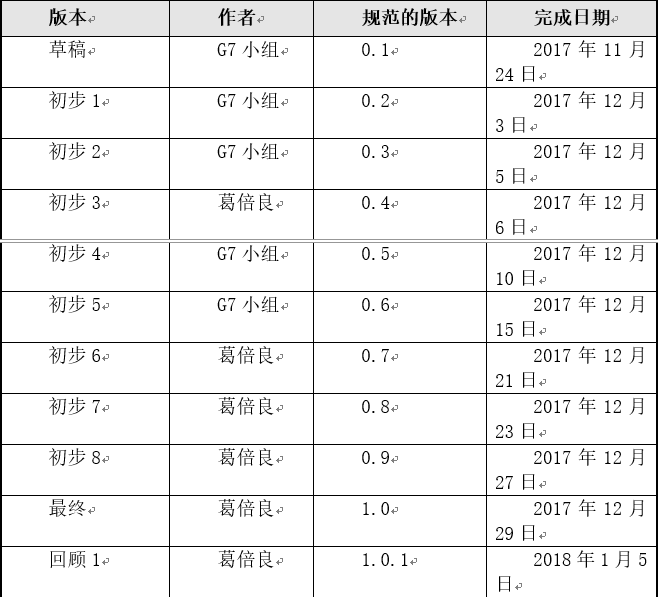 版本 作者 规范的版本 完成日期
草稿 G7 小组 0.1 2017 年 11 月
24 日
初步 1 G7 小组 0.2 2017 年 12 月
3 日
初步 2 G7 小组 0.3 2017 年 12 月
5 日
初步 3 葛倍良 0.4 2017 年 12 月
6 日
初步 4 G7 小组 0.5 2017 年 12 月
10 日
初步 5 G7 小组 0.6 2017 年 12 月
15 日
初步 6 葛倍良 0.7 2017 年 12 月
21 日
初步 7 葛倍良 0.8 2017 年 12 月
23 日
初步 8 葛倍良 0.9 2017 年 12 月
27 日
最终 葛倍良 1.0 2017 年 12 月
29 日
回顾 1 葛倍良 1.0.1 2018 年 1 月 5
日